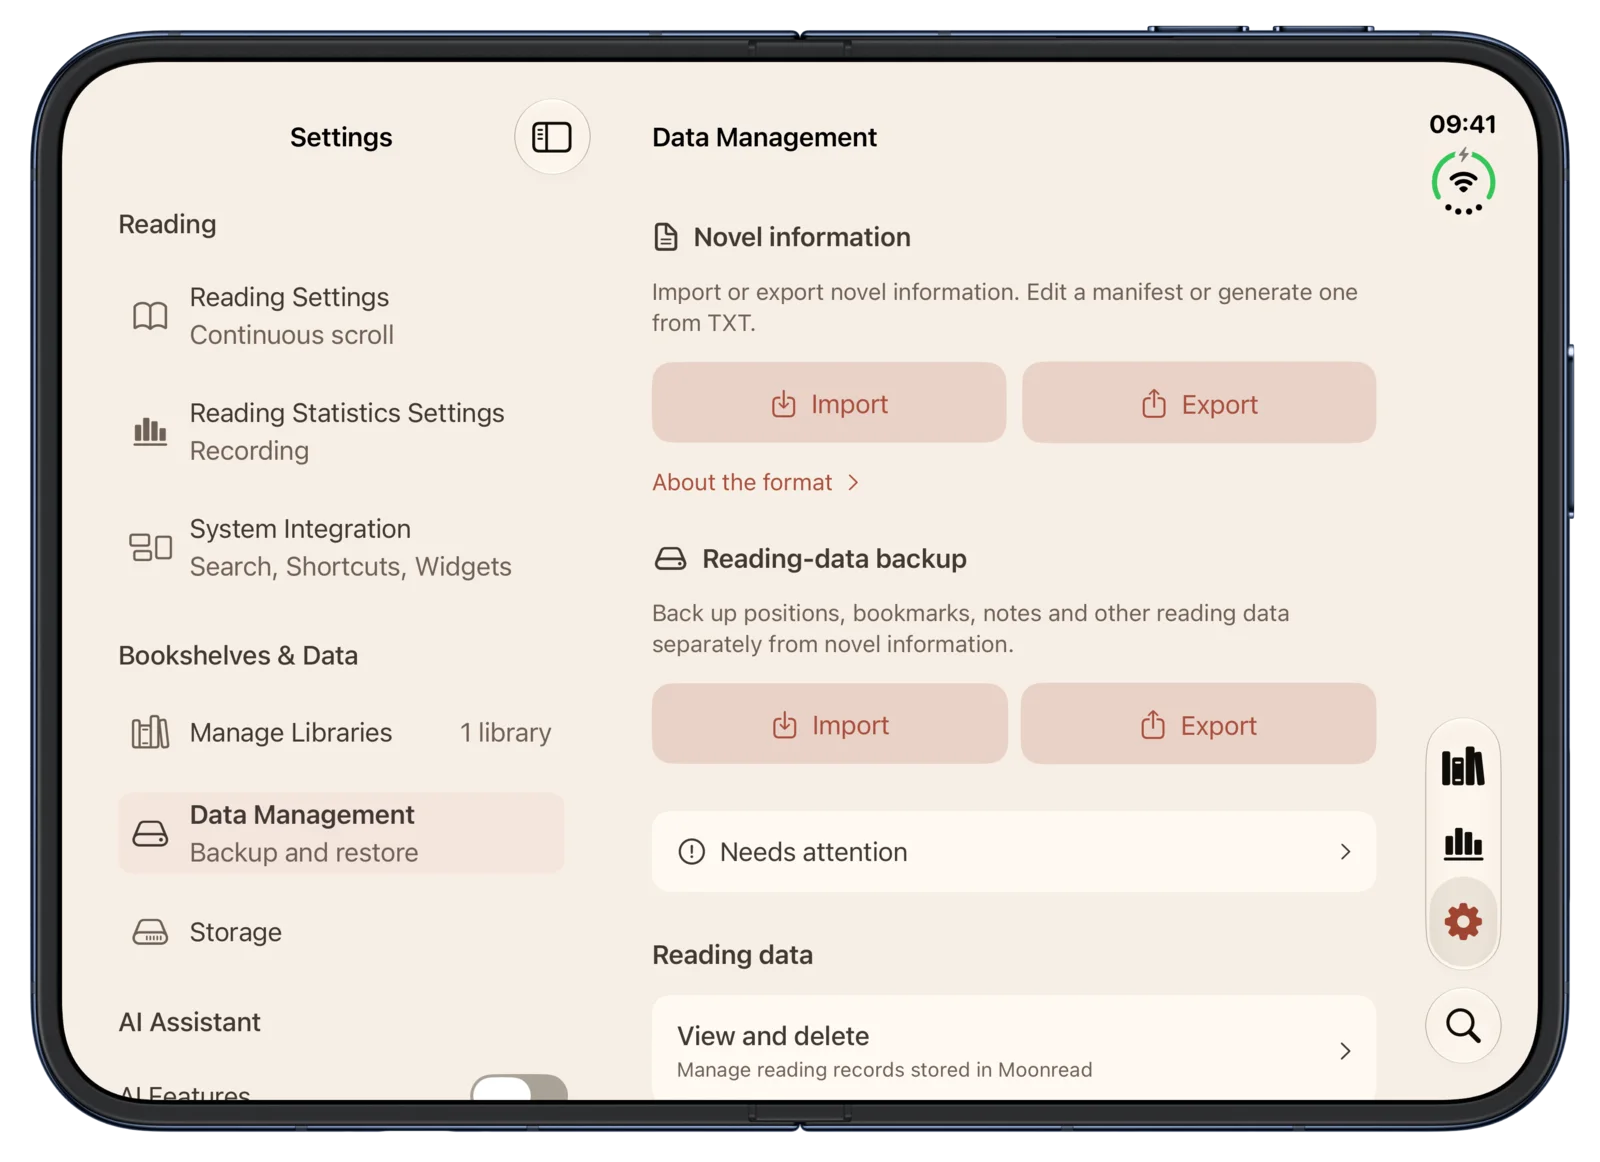 Settings
Reading
Reading Settings
Continuous scroll
Reading Statistics Settings
Recording
System Integration
Search, Shortcuts, Widgets
Bookshelves & Data
Manage Libraries
1 library
Data Management
Backup and restore
Storage
AI Assistant
AI Features
Data Management
Novel information
Import or export novel information. Edit a manifest or generate one
from TXT.
Import
Export
About the format
Reading-data backup
Back up positions, bookmarks, notes and other reading data
separately from novel information.
Import
Export
Needs attention
Reading data
View and delete
Manage reading records stored in Moonread
09:41